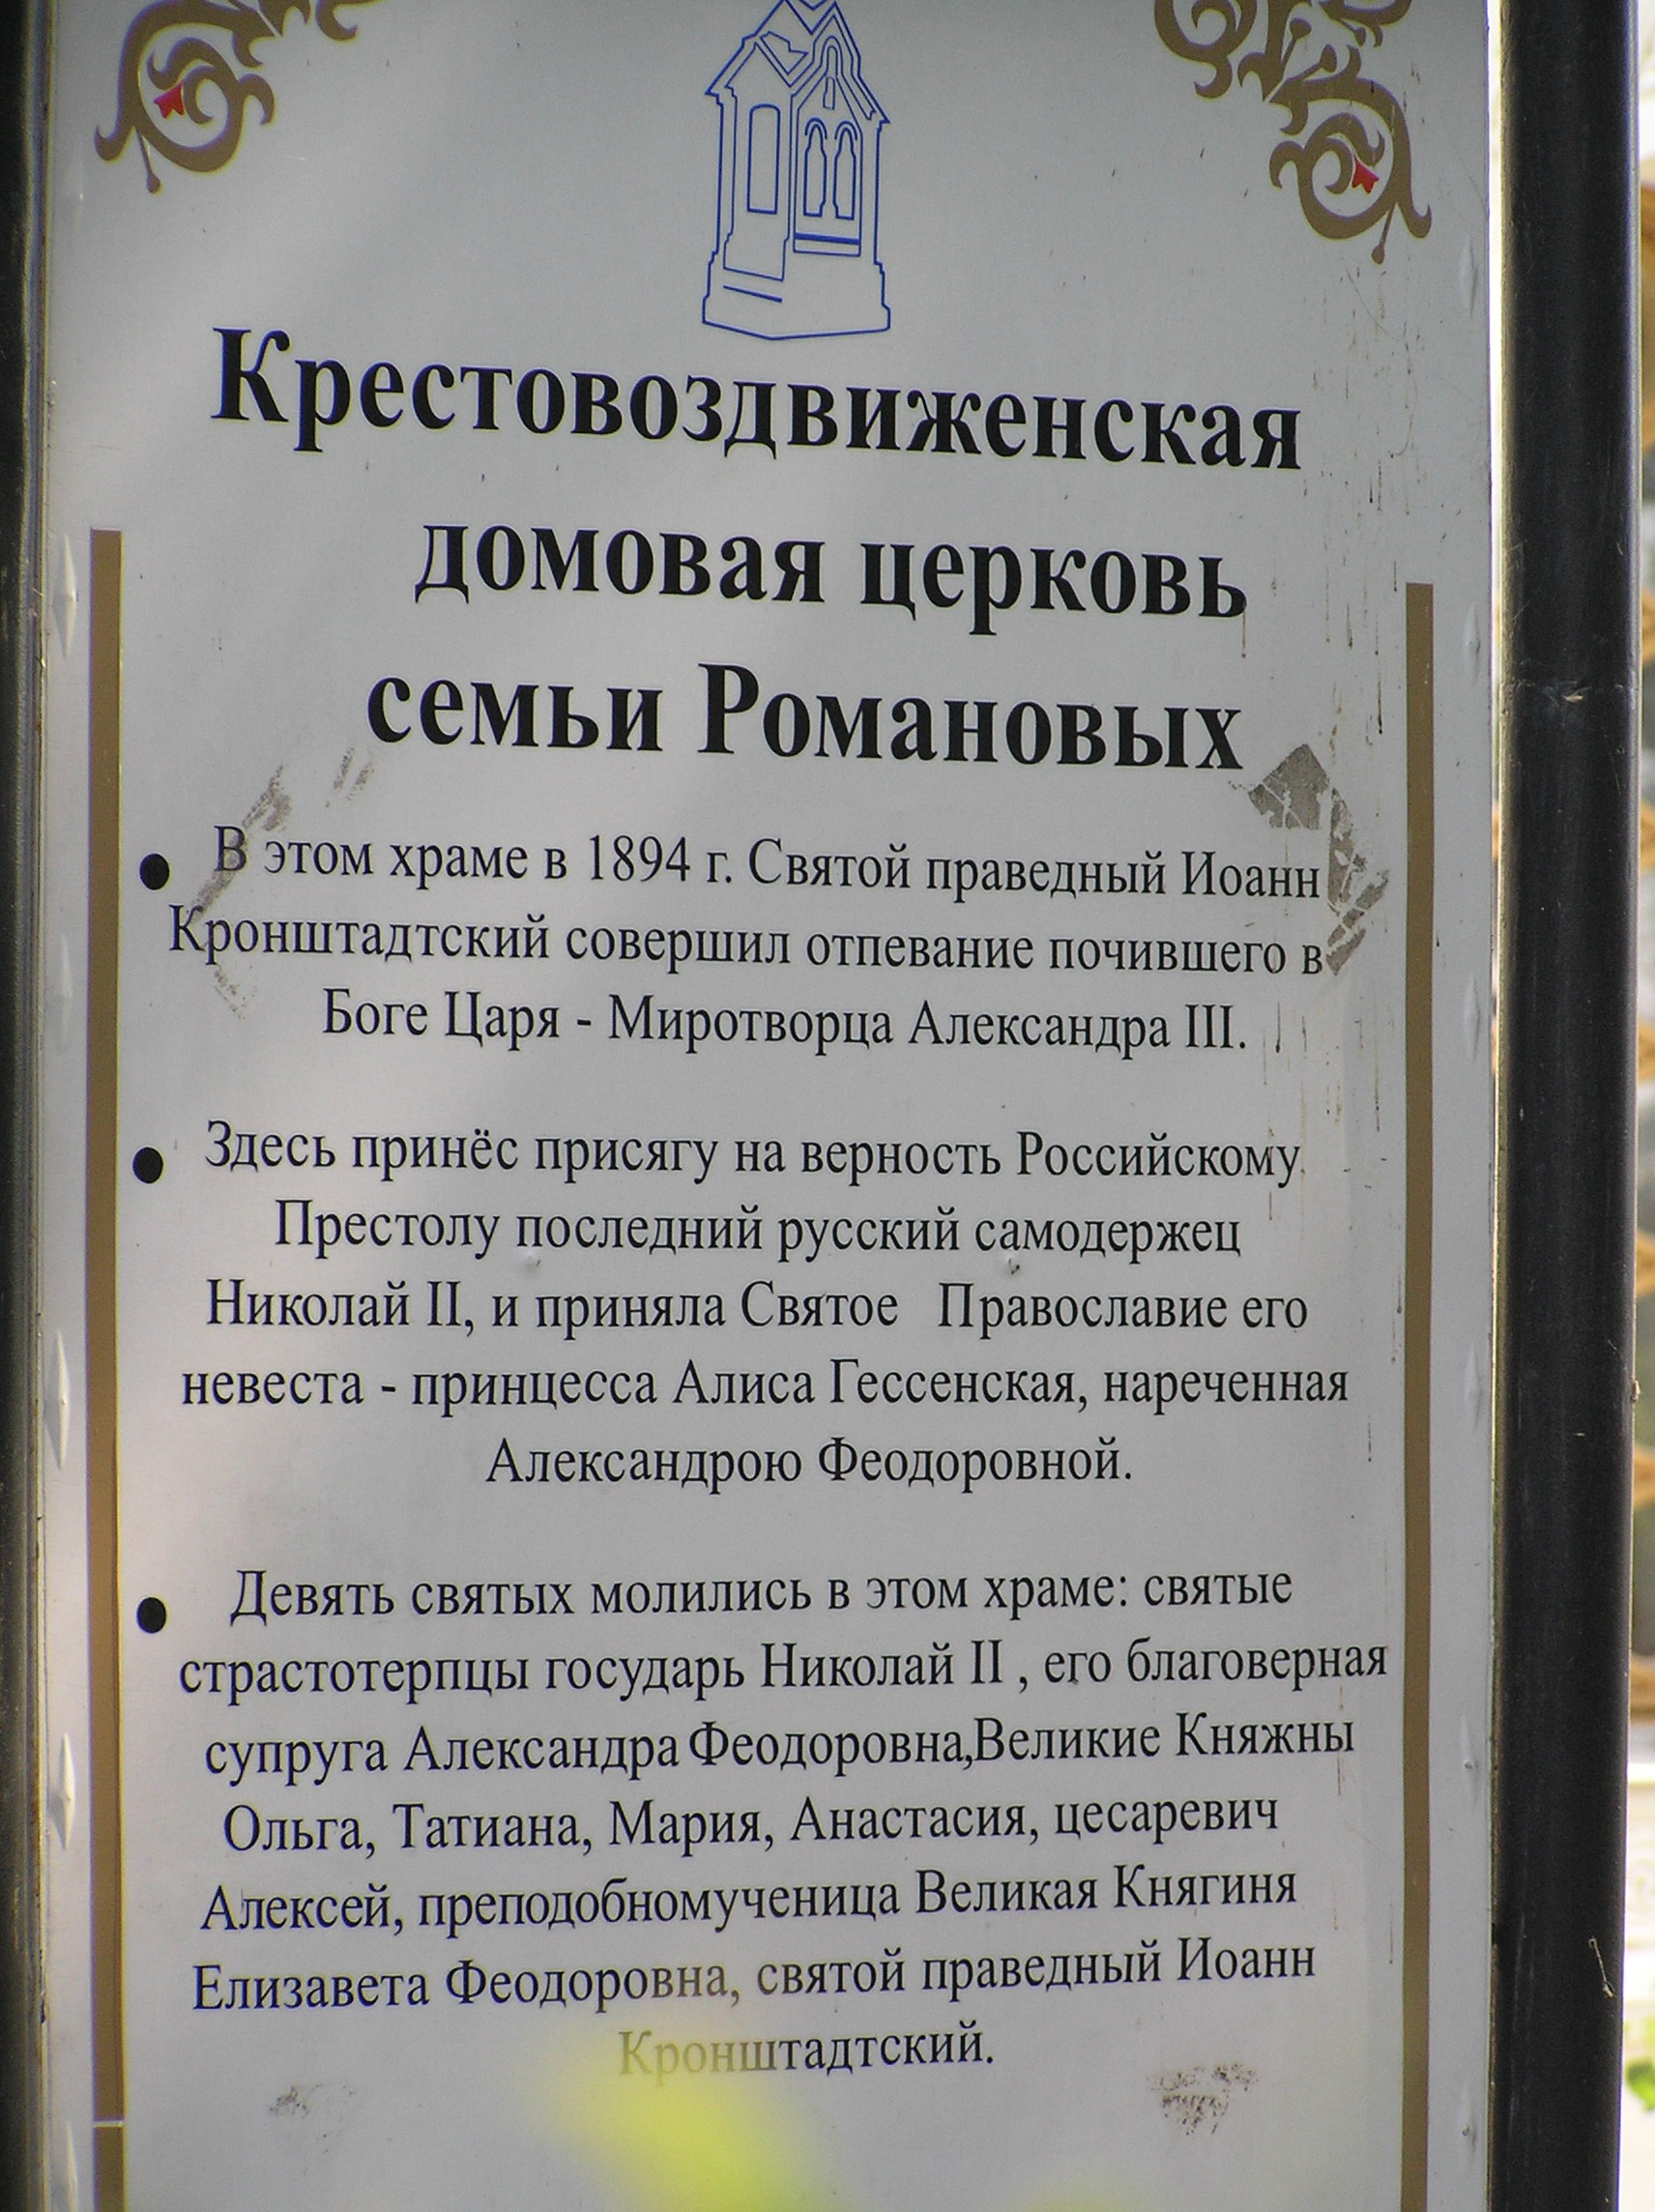 Крестовоздвиженская
домовая церковь
семьи Романовых
• В этом храме в 1894 г. Святой праведный Иоанн
Кронштадтский совершил отпевание почившего в
Боге Царя - Миротворца Александра III.
• Здесь принёс присягу на верность Российскому
Престолу последний русский самодержец
Николай II, и приняла Святое Православие его
невеста - принцесса Алиса Гессенская, нареченная
Александрою Феодоровной.
• Девять святых молились в этом храме: святые
страстотерпцы государь Николай II , его благоверная
супруга Александра Феодоровна,Великие Княжны
Ольга, Татиана, Мария, Анастасия, цесаревич
Алексей, преподобномученица Великая Княгиня
Елизавета Феодоровна, святой праведный Иоанн
Кронштадтский.